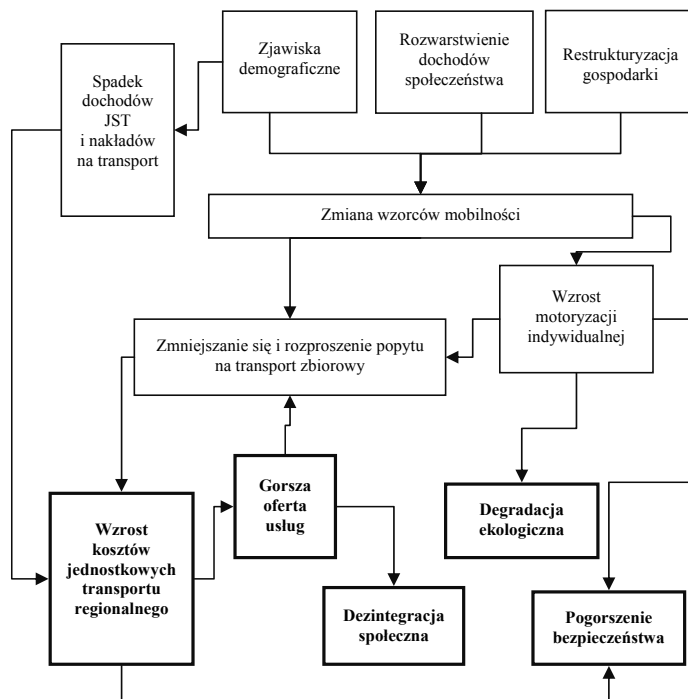 Zjawiska
demograficzne
Rozwarstwienie
dochodów
społeczeństwa
Restrukturyzacja
gospodarki
Spadek
dochodów
JST
i nakładów
na transport
Zmiana wzorców mobilności
Wzrost
motoryzacji
indywidualnej
Zmniejszanie się i rozproszenie popytu
na transport zbiorowy
Gorsza
oferta
usług
Degradacja
ekologiczna
Wzrost
kosztów
jednostkowych
transportu
regionalnego
Dezintegracja
społeczna
Pogorszenie
bezpieczeństwa